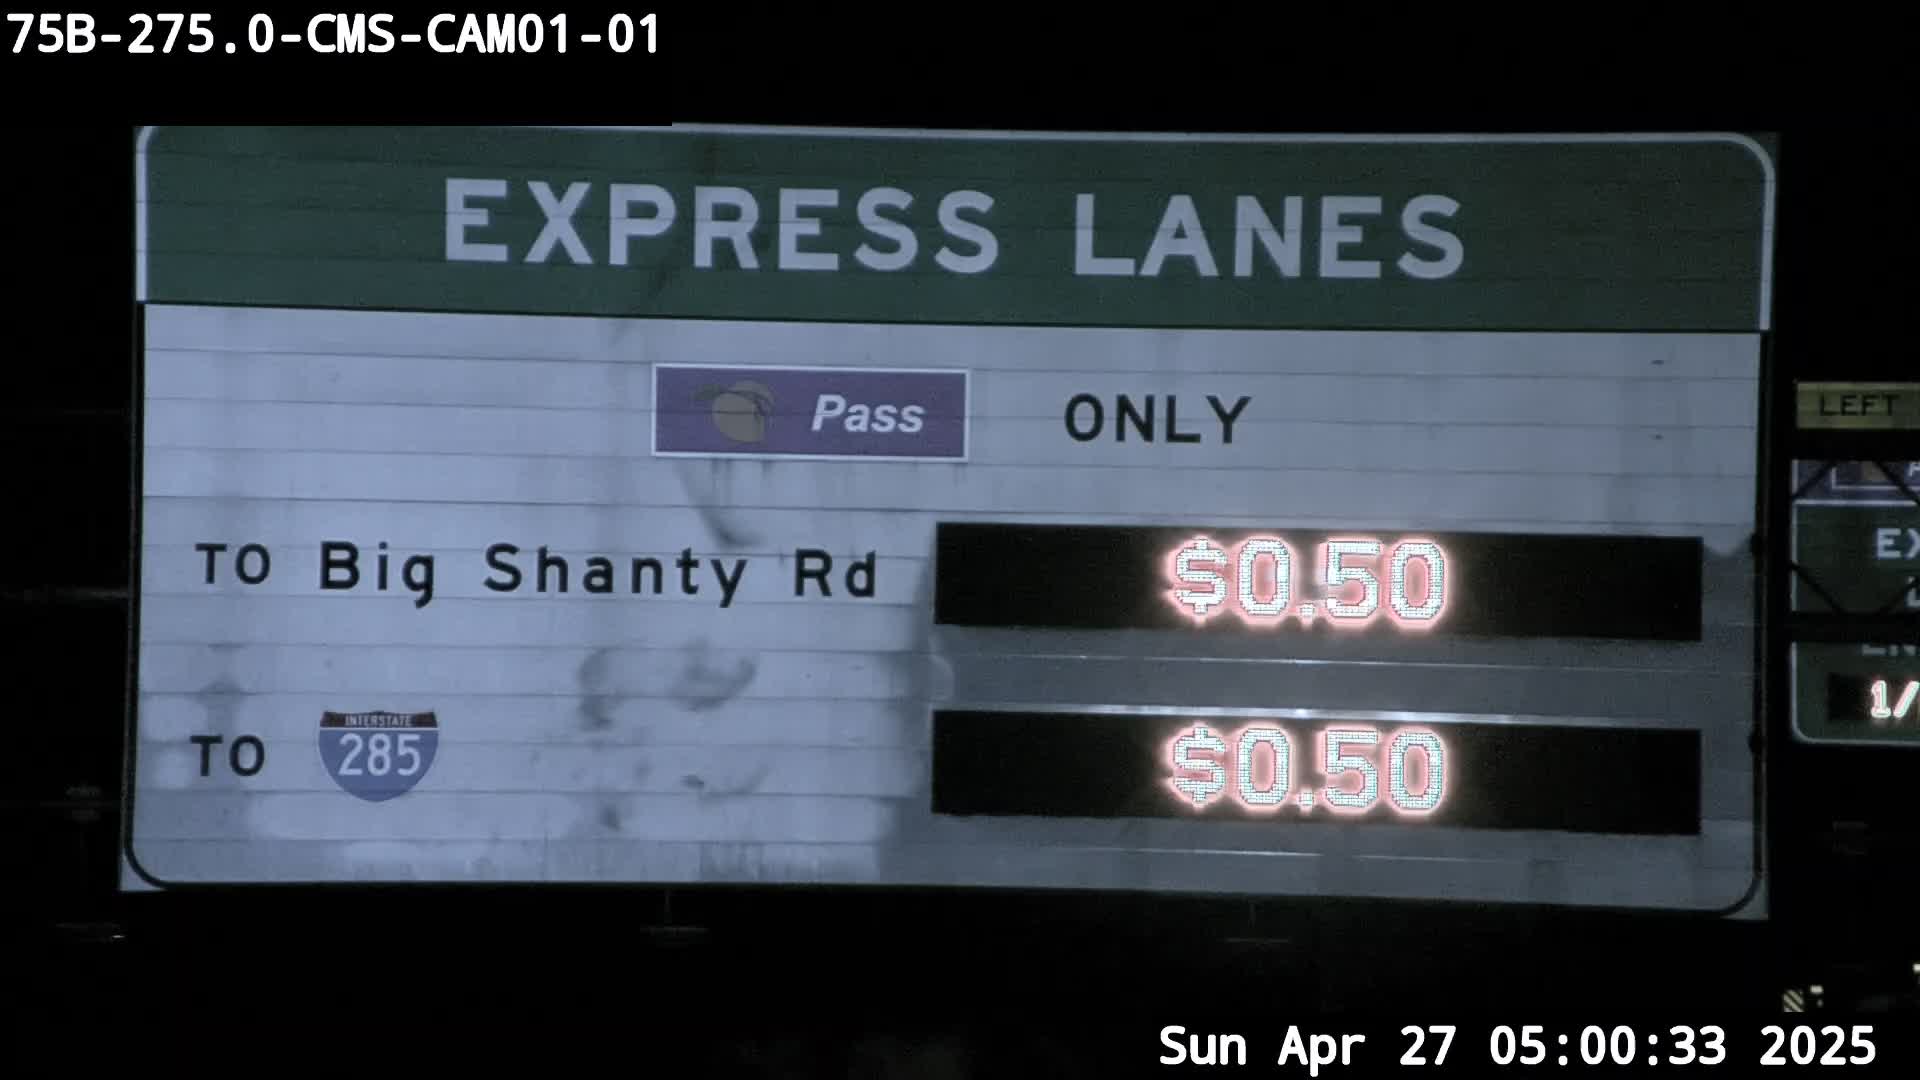 75B-275.0-CMS-CAM01-01
EXPRESS LANES
Pass ONLY
TO Big Shanty Rd $0.50
TO INTERSTATE 285 $0.50
LEFT
1/
Sun Apr 27 05:00:33 2025